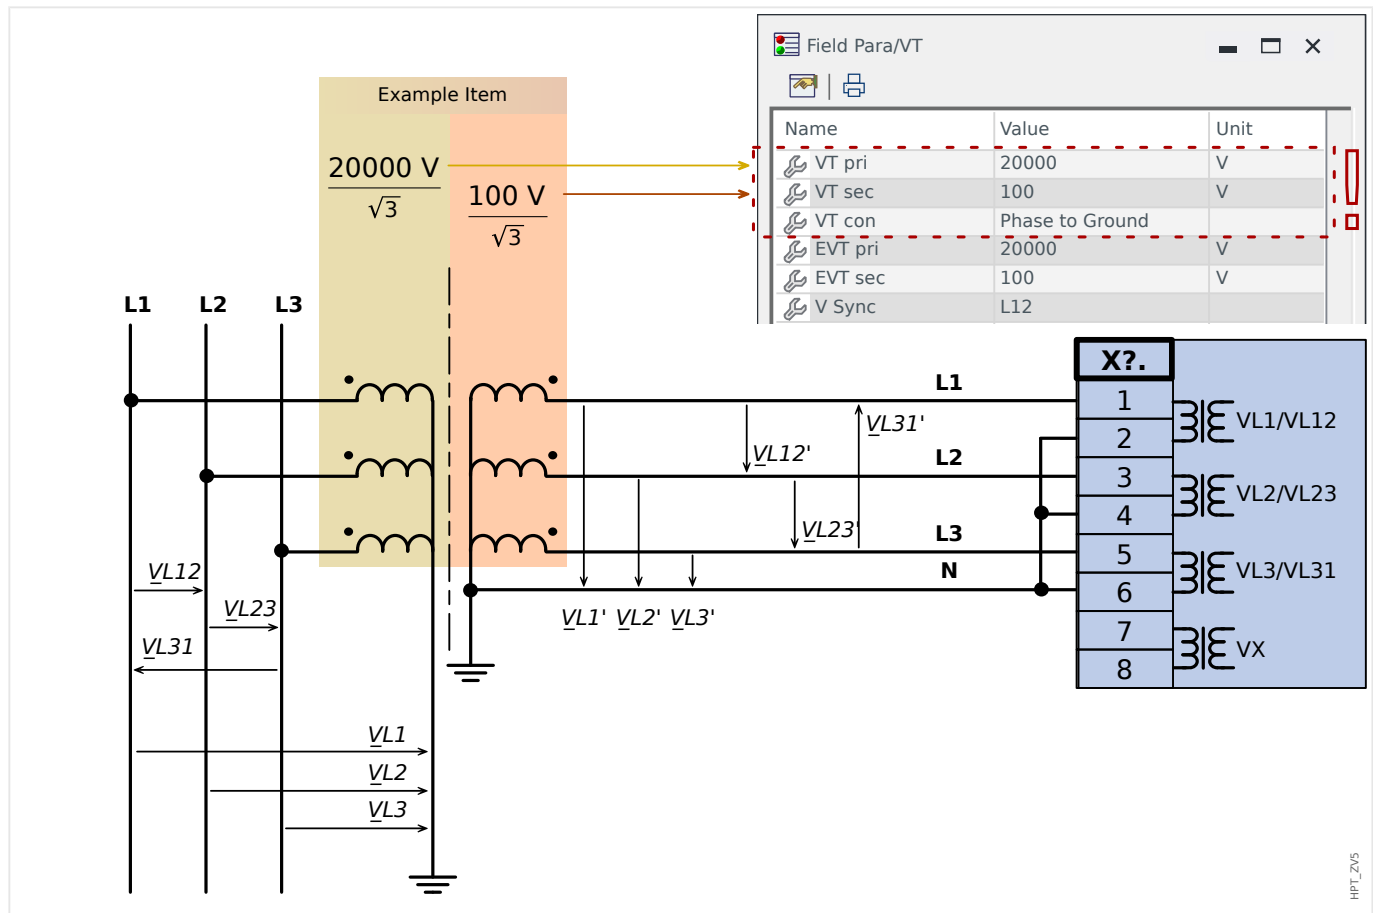 Field Para/VT
Example Item
Name Value Unit
20000 V
√3
100 V
√3
VT pri 20000 V
VT sec 100 V
VT con Phase to Ground
EVT pri 20000 V
EVT sec 100 V
V Sync L12
L1 L2 L3
X?.
L1
1
VL1/VL12
VL31'
2
VL12'
L2
3
VL2/VL23
4
VL23'
L3
5
VL3/VL31
N
6
VL12
VL23
VL1' VL2' VL3'
7
VL31
VX
8
VL1
VL2
VL3
HPT_ZV5